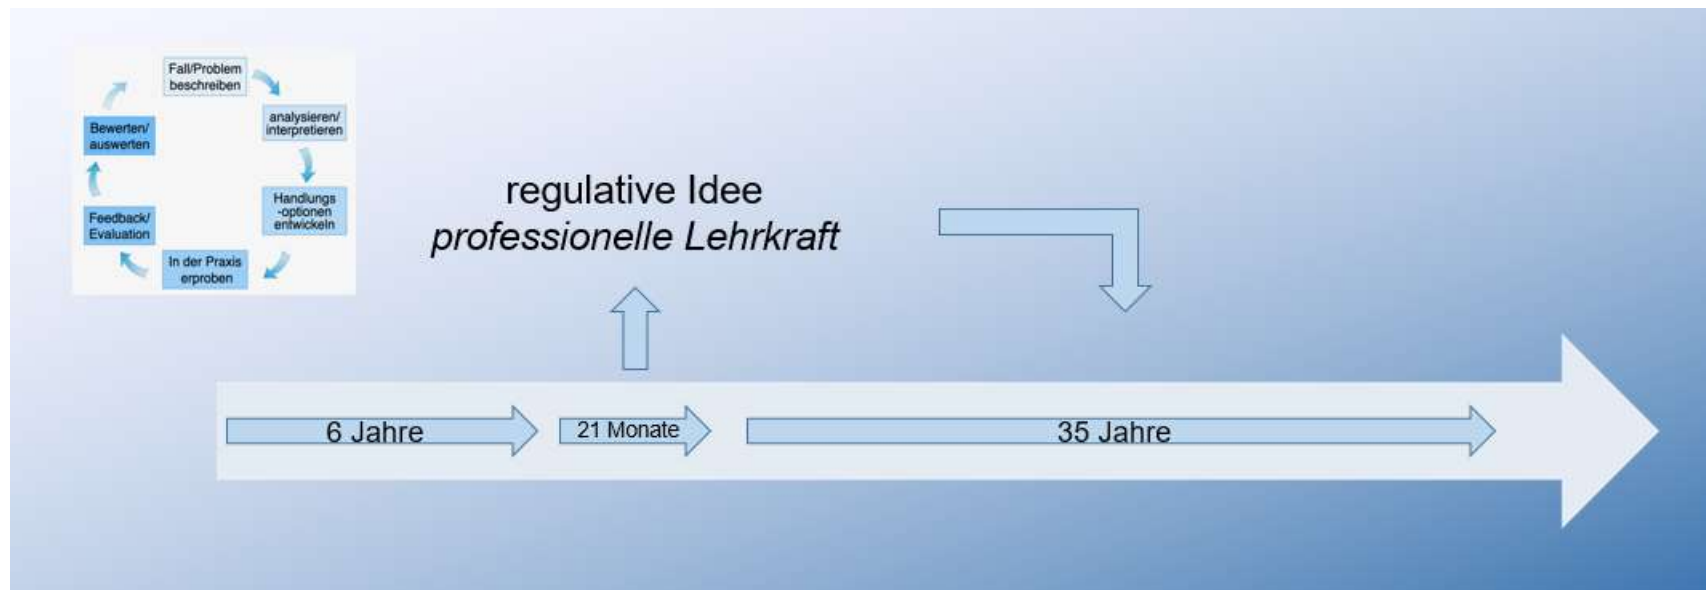 Fall/Problem
beschreiben
analysieren/
interpretieren
Handlungs
-optionen
entwickeln
In der Praxis
erproben
Feedback/
Evaluation
Bewerten/
auswerten
regulative Idee
professionelle Lehrkraft
6 Jahre
21 Monate
35 Jahre